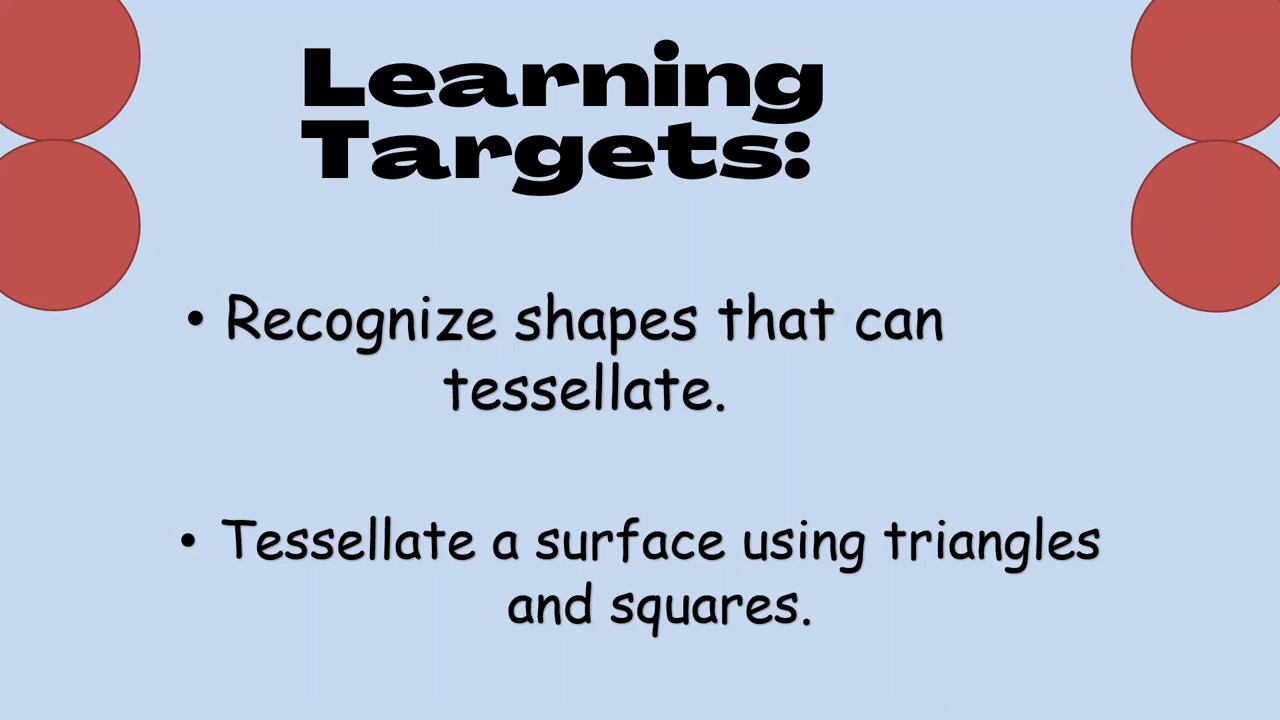 Learning
Targets:
• Recognize shapes that can
tessellate.
• Tessellate a surface using triangles
and squares.